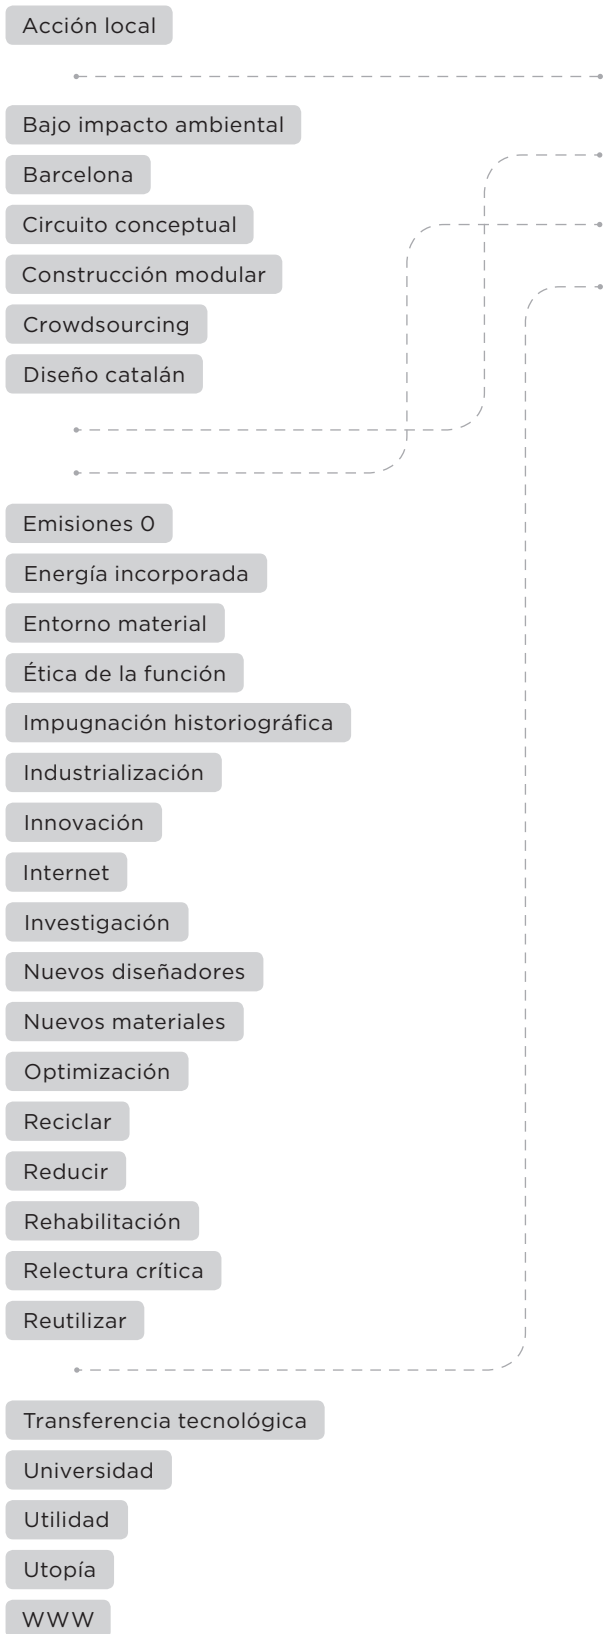 Acción local
Bajo impacto ambiental
Barcelona
Circuito conceptual
Construcción modular
Crowdsourcing
Diseño catalán
Emisiones 0
Energía incorporada
Entorno material
Ética de la función
Impugnación historiográfica
Industrialización
Innovación
Internet
Investigación
Nuevos diseñadores
Nuevos materiales
Optimización
Reciclar
Reducir
Rehabilitación
Relectura crítica
Reutilizar
Transferencia tecnológica
Universidad
Utilidad
Utopía
WWW